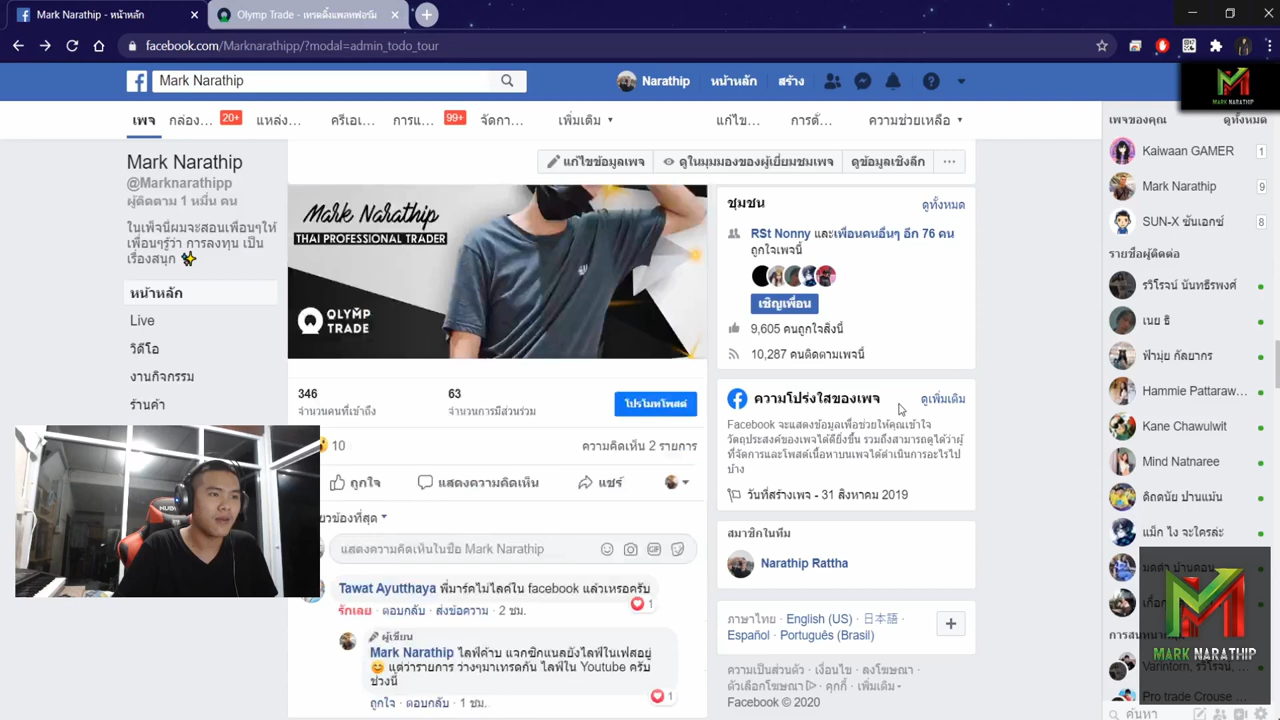 Mark Narathip - หน้าหลัก
Olymp Trade - เทรดดิ้งแพลทฟอร์ม
facebook.com/Marknarathipp/?modal=admin_todo_tour
Mark Narathip
Narathip
หน้าหลัก
สร้าง
MARK NARATHIP
เพจ
กล่อง...
20+
แหล่ง...
ครีเอเ...
การแ...
99+
จัดกา...
เพิ่มเติม
แก้ไข...
การตั้...
ความช่วยเหลือ
Mark Narathip
@Marknarathipp
ผู้ติดตาม 1 หมื่น คน
ในเพ็จนี้ผมจะสอนเพื่อนๆให้
เพื่อนๆรู้ว่า การลงทุน เป็น
เรื่องสนุก ✨
หน้าหลัก
Live
วิดีโอ
งานกิจกรรม
ร้านค้า
แก้ไขข้อมูลเพจ
ดูในมุมมองของผู้เยี่ยมชมเพจ
ดูข้อมูลเชิงลึก
Mark Narathip
THAI PROFESSIONAL TRADER
OLYMP
TRADE
346
จำนวนคนที่เข้าถึง
63
จำนวนการมีส่วนร่วม
โปรโมทโพสต์
10
ความคิดเห็น 2 รายการ
ถูกใจ
แสดงความคิดเห็น
แชร์
ยวข้องที่สุด
แสดงความคิดเห็นในชื่อ Mark Narathip
Tawat Ayutthaya พี่มาร์คไม่ไลค์ใน facebook แล้วเหรอครับ
1
รักเลย · ตอบกลับ · ส่งข้อความ · 2 ชม.
ผู้เขียน
Mark Narathip ไลฟ์ค้าบ แจกซิกแนลยังไลฟ์ในเฟสอยู่
😊 แต่ว่ารายการ ว่างๆมาเทรดกัน ไลฟ์ใน Youtube ครับ
ช่วงนี้
1
ถูกใจ · ตอบกลับ · 1 ชม.
ชุมชน
ดูทั้งหมด
RSt Nonny และเพื่อนคนอื่นๆ อีก 76 คน
ถูกใจเพจนี้
เชิญเพื่อน
9,605 คนถูกใจสิ่งนี้
10,287 คนติดตามเพจนี้
ความโปร่งใสของเพจ
ดูเพิ่มเติม
Facebook จะแสดงข้อมูลเพื่อช่วยให้คุณเข้าใจ
วัตถุประสงค์ของเพจได้ดียิ่งขึ้น รวมถึงสามารถดูได้ว่าผู้
ที่จัดการและโพสต์เนื้อหาบนเพจได้ดำเนินการอะไรไป
บ้าง
วันที่สร้างเพจ - 31 สิงหาคม 2019
สมาชิกในทีม
Narathip Rattha
ภาษาไทย · English (US) · 日本語 ·
Español · Português (Brasil)
ความเป็นส่วนตัว · เงื่อนไข · ลงโฆษณา ·
ตัวเลือกโฆษณา · คุกกี้ · เพิ่มเติม ·
Facebook © 2020
เพจของคุณ
ดูทั้งหมด
Kaiwaan GAMER
1
Mark Narathip
9
SUN-X ซันเอกซ์
8
รายชื่อผู้ติดต่อ
รวิโรจน์ นันทธีรพงศ์
เนย ธิ
ฟ้ามุ่ย กัลยากร
Hammie Pattaraw...
Kane Chawulwit
Mind Natnaree
ดิถดนัย ปานแม้น
แม็ก ไง จะใครล่ะ
MARK NARATHIP
Varintorn, รวิโรจน์, ...
Pro trade Crouse ...
ค้นหา